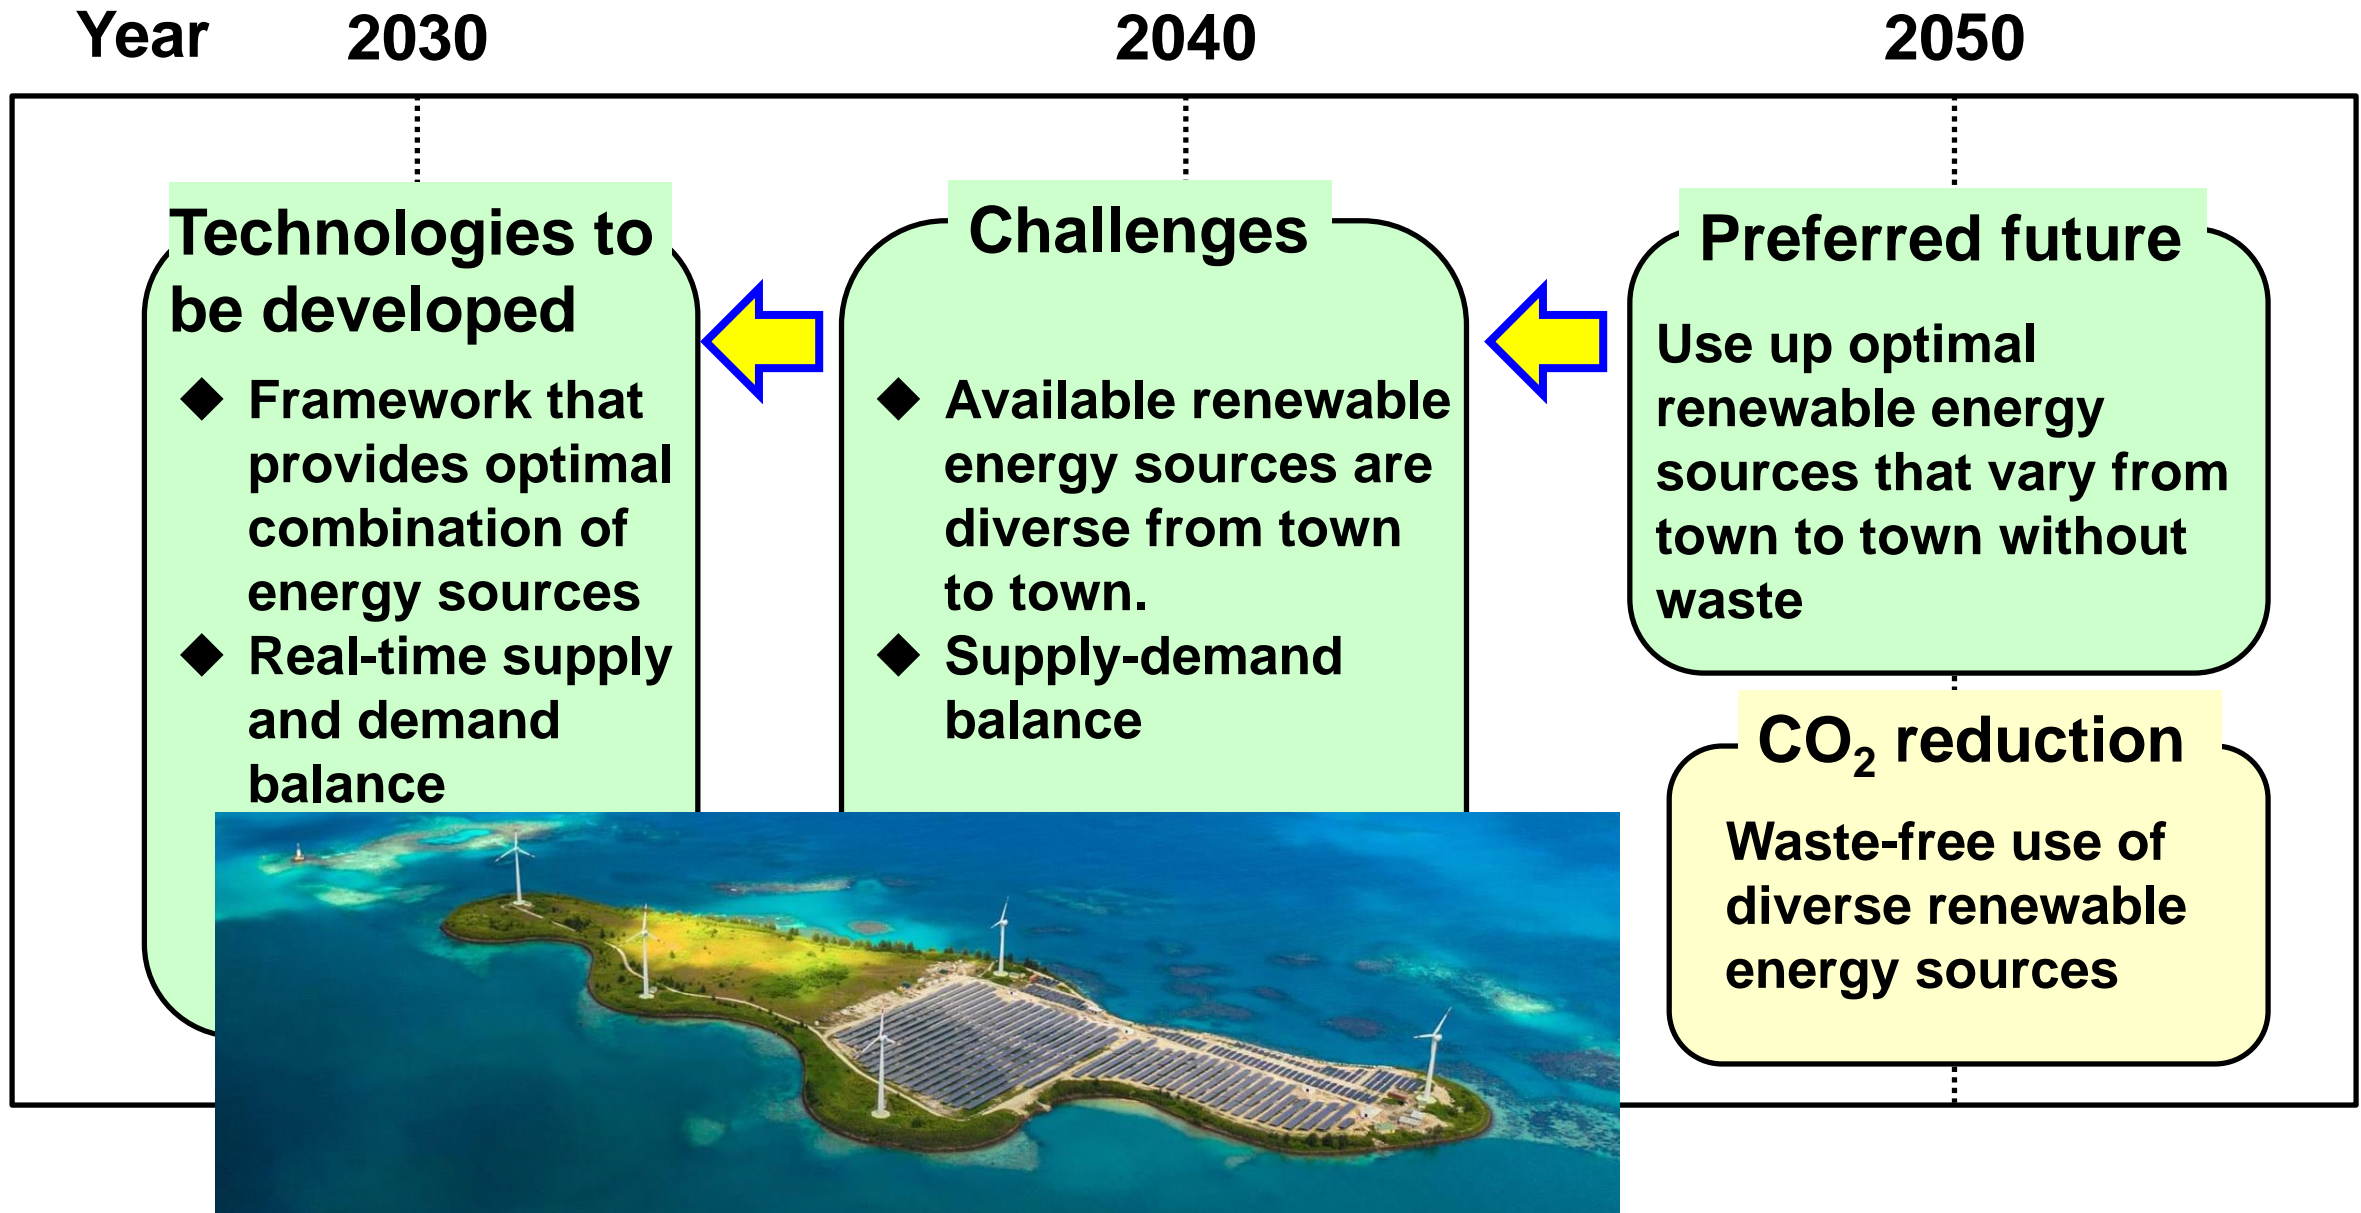 Year 2030 2040 2050
Technologies to
be developed
◆ Framework that
provides optimal
combination of
energy sources
◆ Real-time supply
and demand
balance
Challenges
◆ Available renewable
energy sources are
diverse from town
to town.
◆ Supply-demand
balance
Preferred future
Use up optimal
renewable energy
sources that vary from
town to town without
waste
CO₂ reduction
Waste-free use of
diverse renewable
energy sources